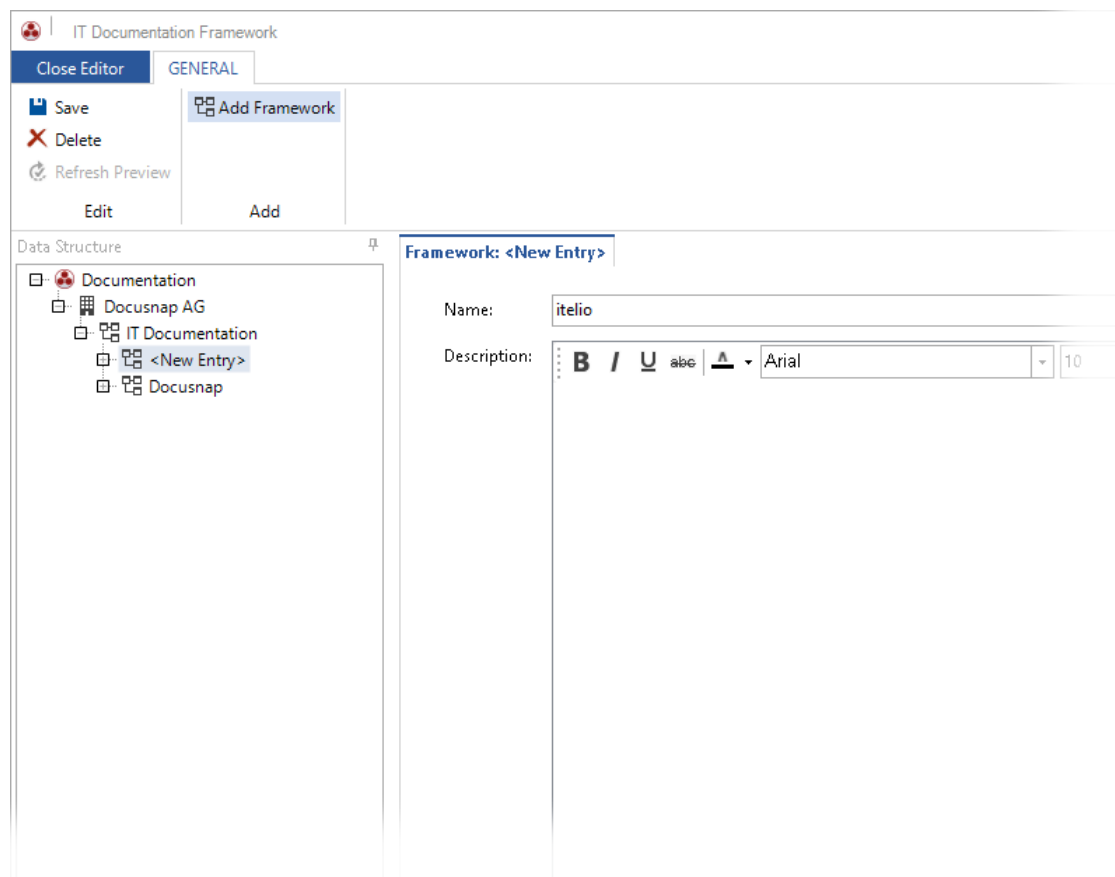 IT Documentation Framework
Close Editor GENERAL
Save
Delete
Refresh Preview
Edit
Add Framework
Add
Data Structure
Documentation
Docusnap AG
IT Documentation
<New Entry>
Docusnap
Framework: <New Entry>
Name: itelio
Description: B I U abc A Arial 10